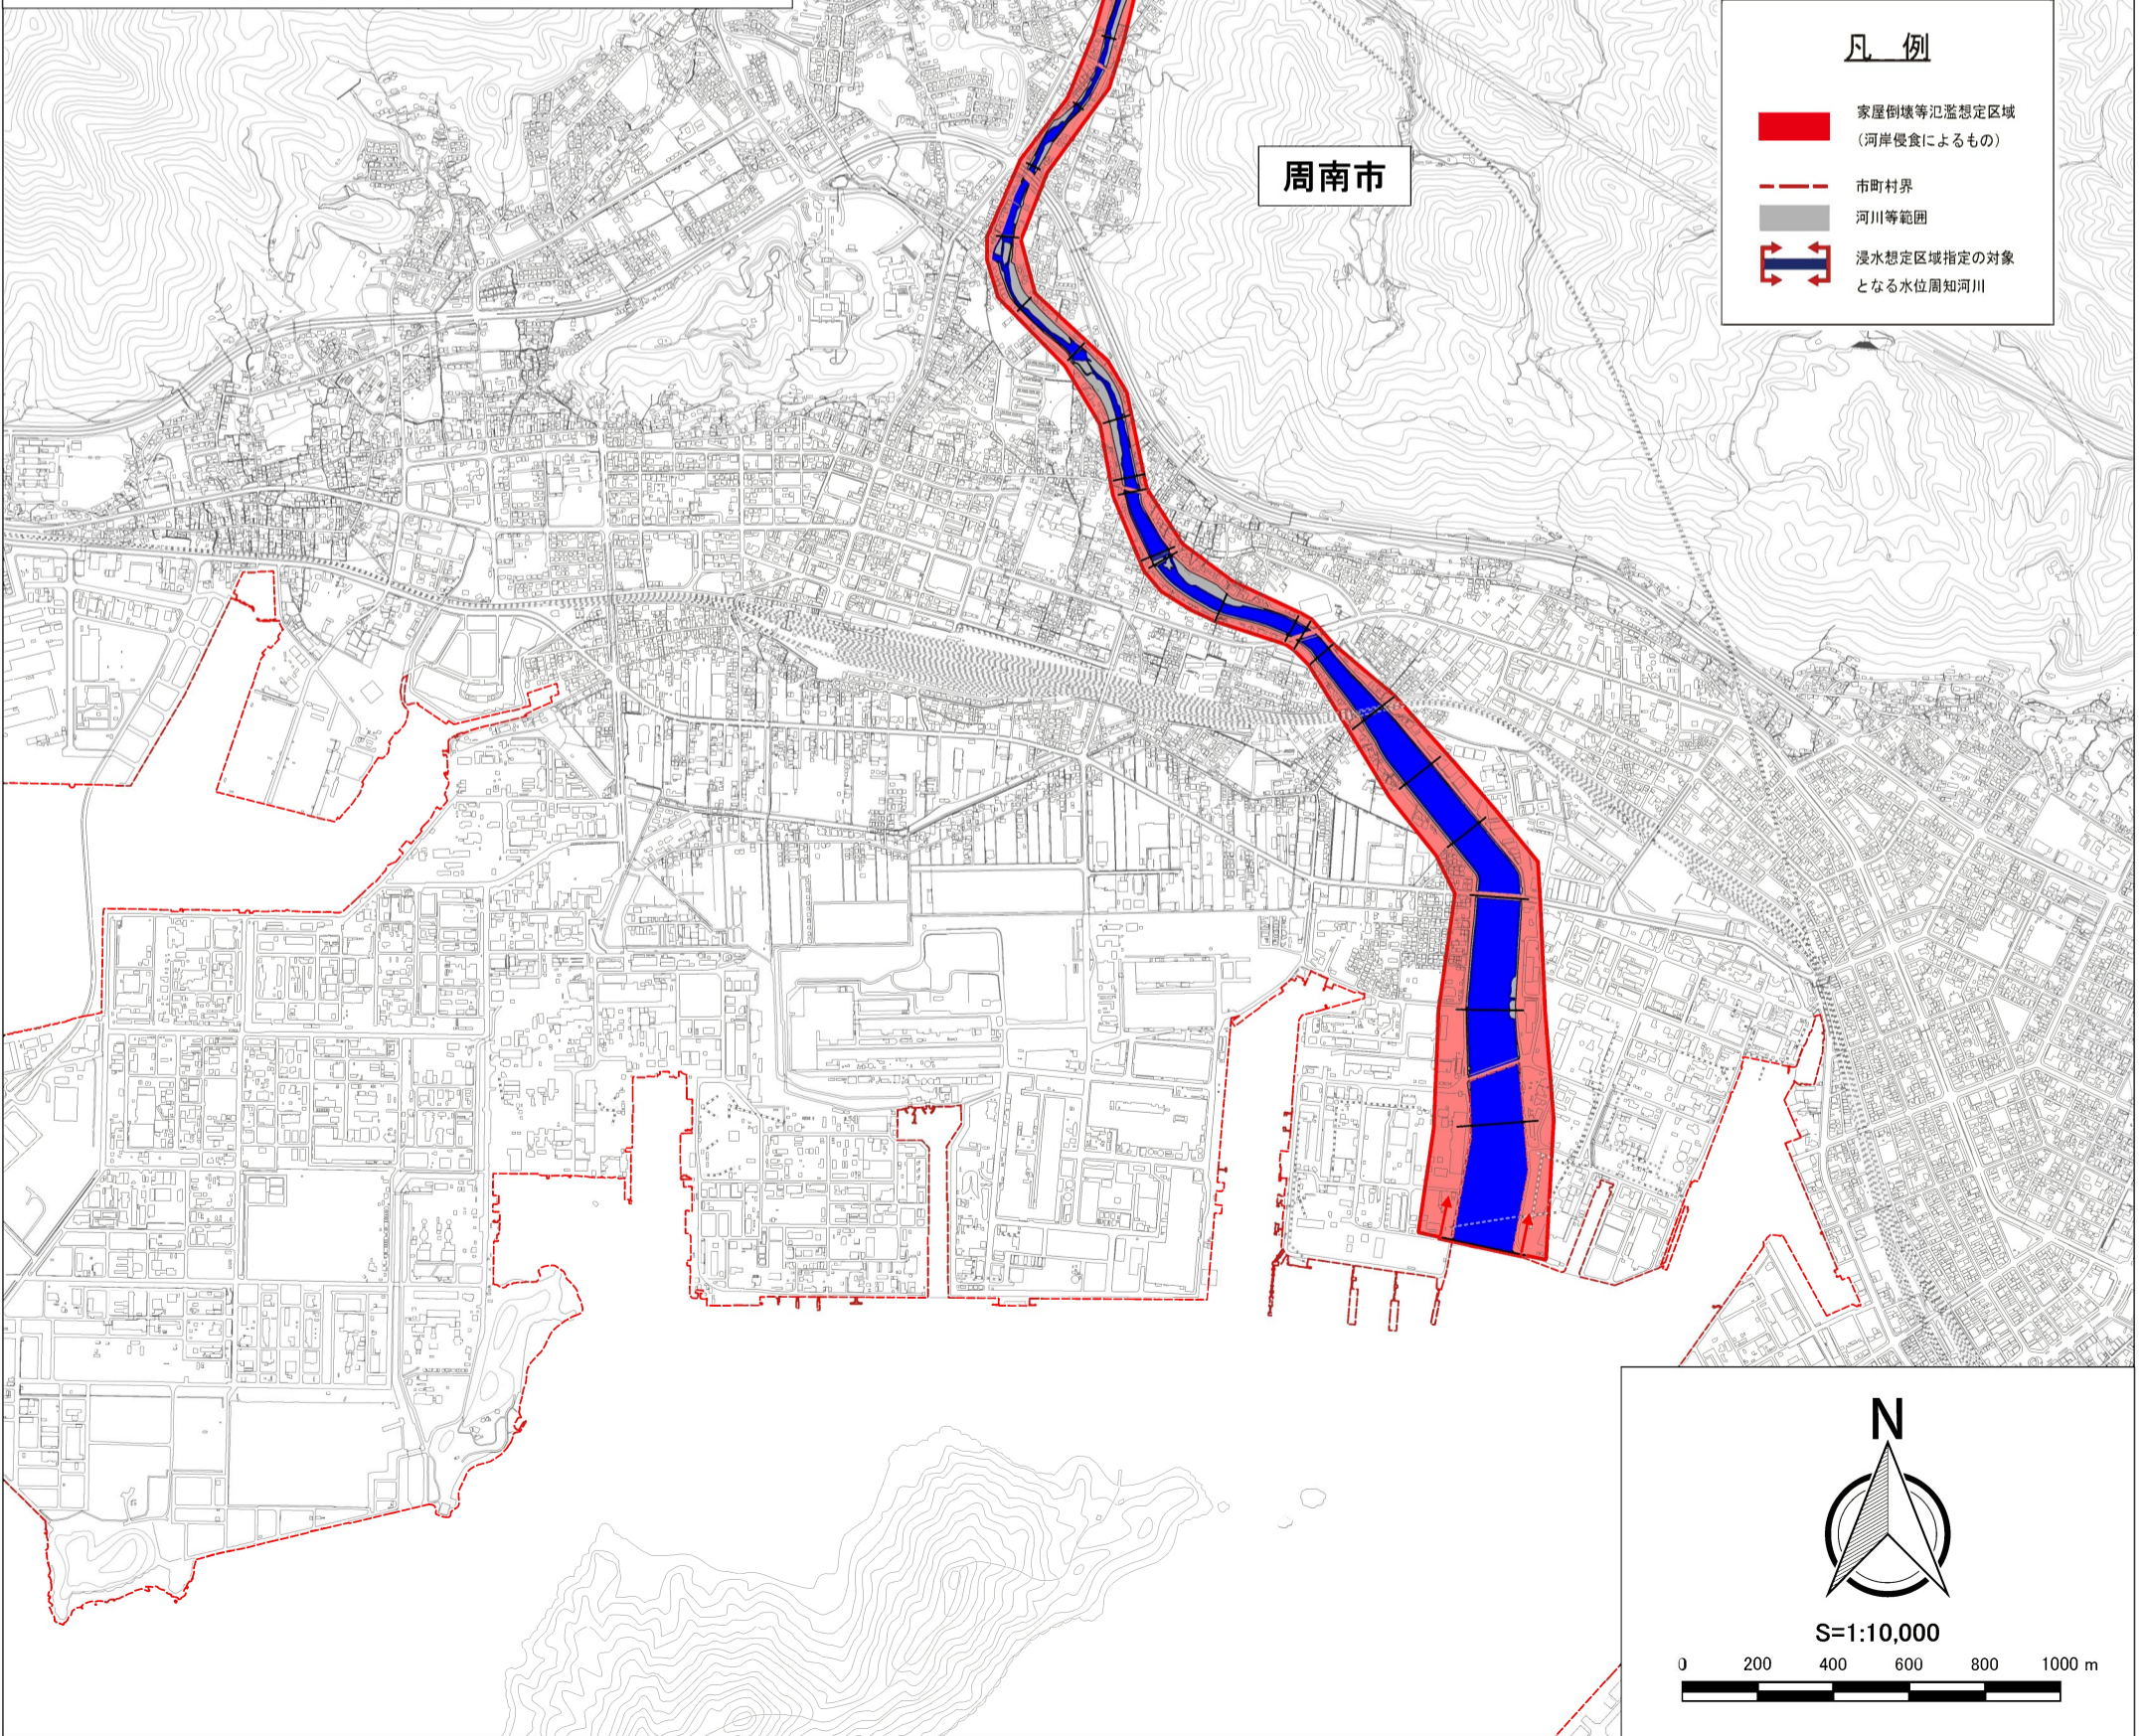 凡 例
家屋倒壊等氾濫想定区域
（河岸侵食によるもの）
市町村界
河川等範囲
浸水想定区域指定の対象
となる水位周知河川
周南市
N
S=1:10,000
0 200 400 600 800 1000 m